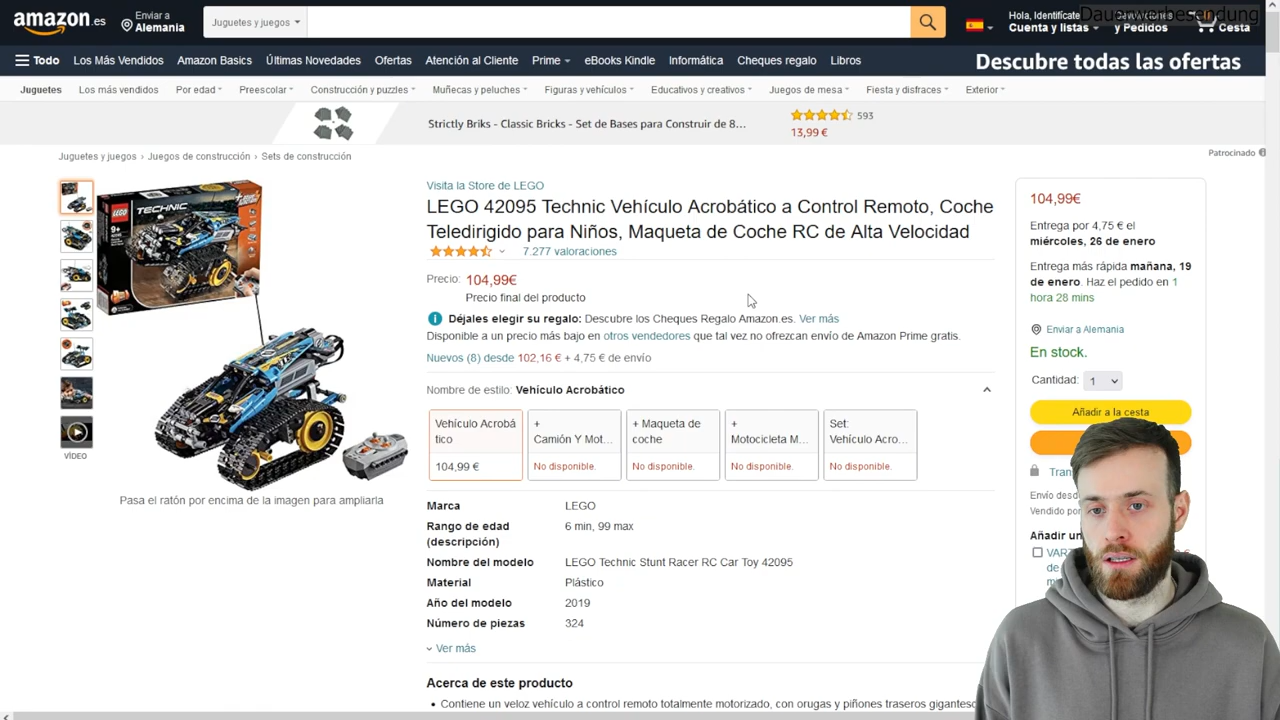 amazon.es
Enviar a
Alemania
Juguetes y juegos
Hola, Identifícate
Cuenta y listas
Devoluciones
y Pedidos
Cesta
Dauerwerbesendung
Todo
Los Más Vendidos
Amazon Basics
Últimas Novedades
Ofertas
Atención al Cliente
Prime
eBooks Kindle
Informática
Cheques regalo
Libros
Descubre todas las ofertas
Juguetes
Los más vendidos
Por edad
Preescolar
Construcción y puzzles
Muñecas y peluches
Figuras y vehículos
Educativos y creativos
Juegos de mesa
Fiesta y disfraces
Exterior
Strictly Briks - Classic Bricks - Set de Bases para Construir de 8...
593
13,99 €
Patrocinado
Juguetes y juegos › Juegos de construcción › Sets de construcción
LEGO TECHNIC
9+
VÍDEO
Pasa el ratón por encima de la imagen para ampliarla
Visita la Store de LEGO
LEGO 42095 Technic Vehículo Acrobático a Control Remoto, Coche
Teledirigido para Niños, Maqueta de Coche RC de Alta Velocidad
7.277 valoraciones
Precio: 104,99€
Precio final del producto
Déjales elegir su regalo: Descubre los Cheques Regalo Amazon.es. Ver más
Disponible a un precio más bajo en otros vendedores que tal vez no ofrezcan envío de Amazon Prime gratis.
Nuevos (8) desde 102,16 € + 4,75 € de envío
Nombre de estilo: Vehículo Acrobático
Vehículo Acrobá
tico
104,99 €
+
Camión Y Mot...
No disponible.
+ Maqueta de
coche
No disponible.
+
Motocicleta M...
No disponible.
Set:
Vehículo Acro...
No disponible.
Marca LEGO
Rango de edad 6 min, 99 max
(descripción)
Nombre del modelo LEGO Technic Stunt Racer RC Car Toy 42095
Material Plástico
Año del modelo 2019
Número de piezas 324
Ver más
Acerca de este producto
• Contiene un veloz vehículo a control remoto totalmente motorizado, con orugas y piñones traseros gigantesc
104,99€
Entrega por 4,75 € el
miércoles, 26 de enero
Entrega más rápida mañana, 19
de enero. Haz el pedido en 1
hora 28 mins
Enviar a Alemania
En stock.
Cantidad: 1
Añadir a la cesta
Tran
Envío desd
Vendido por
Añadir un
VART
de
mi